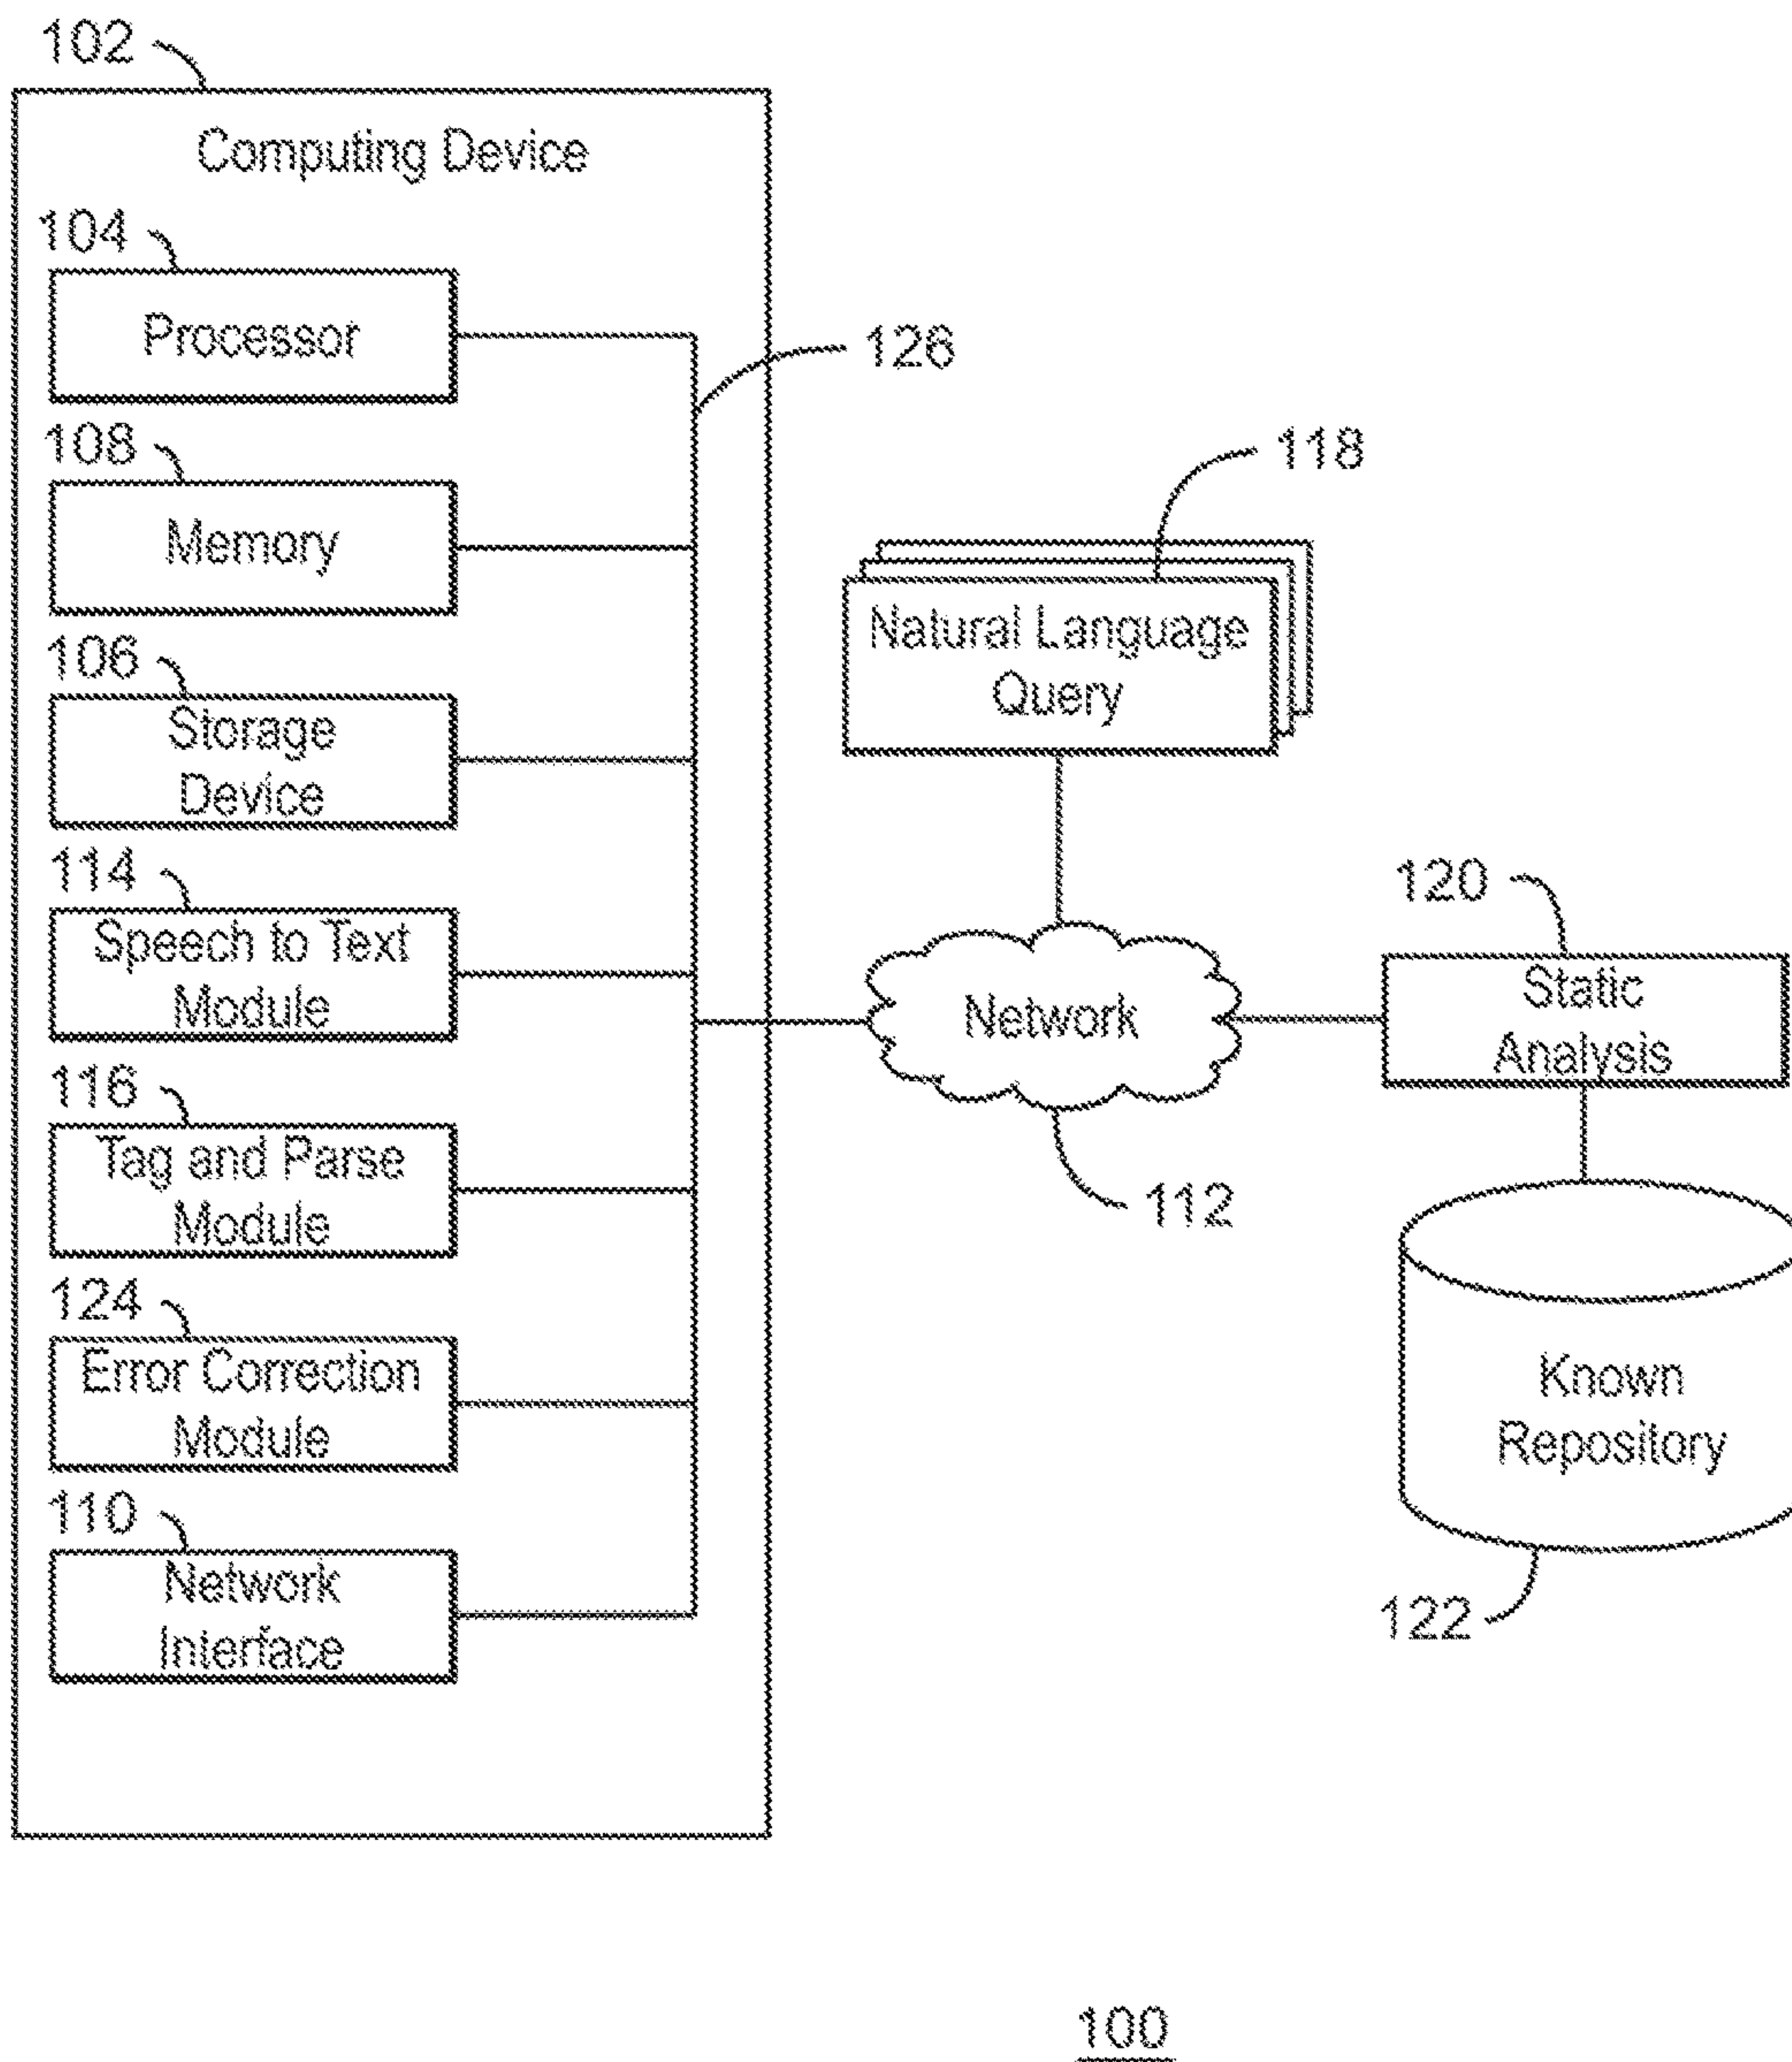 102
Computing Device
104
Processor
126
108
Memory
118
Natural Language
Query
106
Storage
Device
114
Speech to Text
Module
120
Static
Analysis
Network
116
Tag and Parse
Module
112
124
Error Correction
Module
Known
Repository
110
Network
Interface
122
100